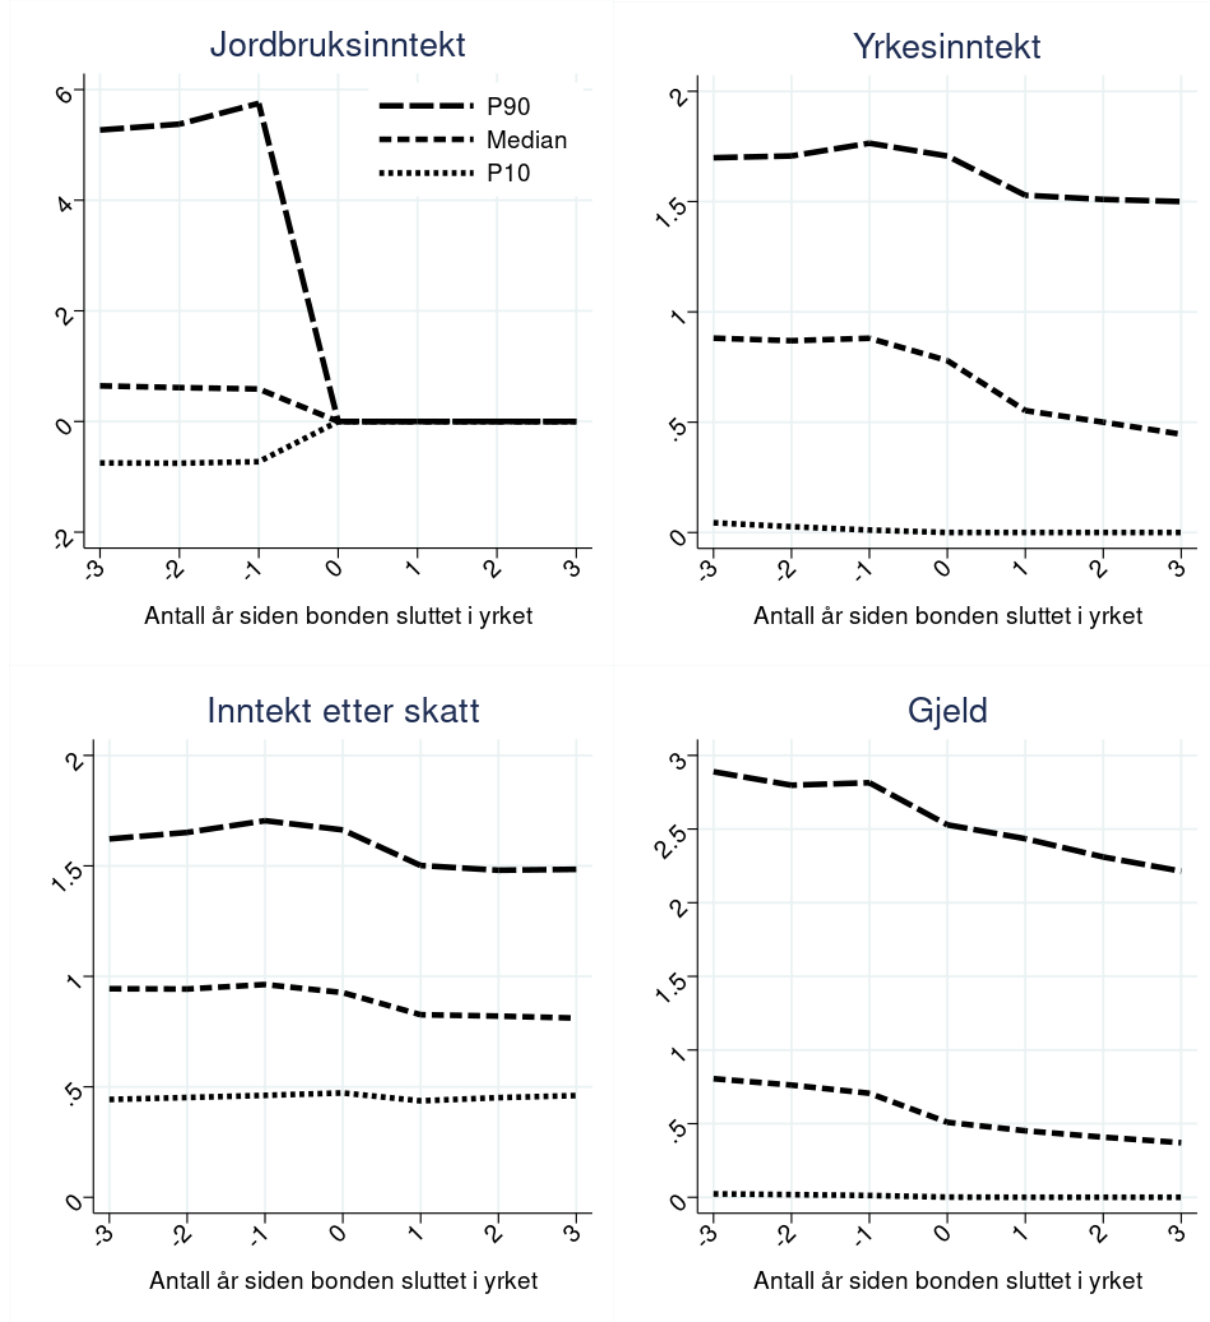 Jordbruksinntekt
6
4
2
0
-2
P90
Median
P10
-3 -2 -1 0 1 2 3
Antall år siden bonden sluttet i yrket
Yrkesinntekt
2
1.5
1
.5
0
-3 -2 -1 0 1 2 3
Antall år siden bonden sluttet i yrket
Inntekt etter skatt
2
1.5
1
.5
0
-3 -2 -1 0 1 2 3
Antall år siden bonden sluttet i yrket
Gjeld
3
2.5
2
1.5
1
.5
0
-3 -2 -1 0 1 2 3
Antall år siden bonden sluttet i yrket